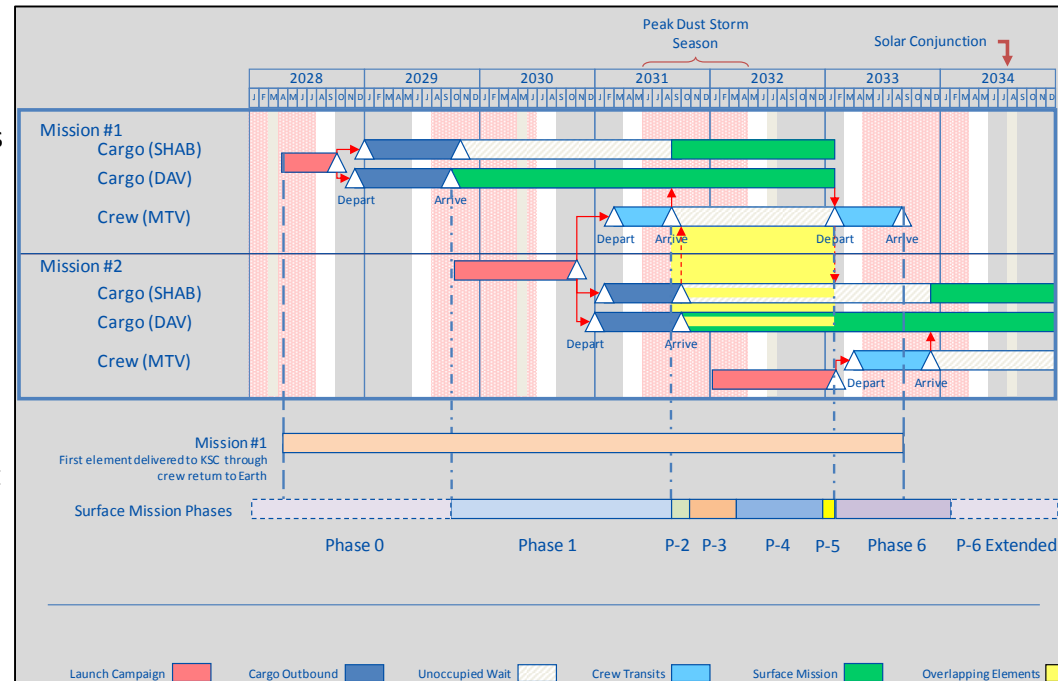 Peak Dust Storm
Season
Solar Conjunction
2028 2029 2030 2031 2032 2033 2034
J F M A M J J A S O N D J F M A M J J A S O N D J F M A M J J A S O N D J F M A M J J A S O N D J F M A M J J A S O N D J F M A M J J A S O N D J F M A M J J A S O N D
s
Mission #1
Cargo (SHAB)
Cargo (DAV)
Depart Arrive
Crew (MTV)
Depart Arrive Depart Arrive
Mission #2
Cargo (SHAB)
Cargo (DAV)
Depart Arrive
Crew (MTV)
Depart Arrive
Mission #1
First element delivered to KSC through
crew return to Earth
Surface Mission Phases
Phase 0 Phase 1 P-2 P-3 P-4 P-5 Phase 6 P-6 Extended
Launch Campaign Cargo Outbound Unoccupied Wait Crew Transits Surface Mission Overlapping Elements